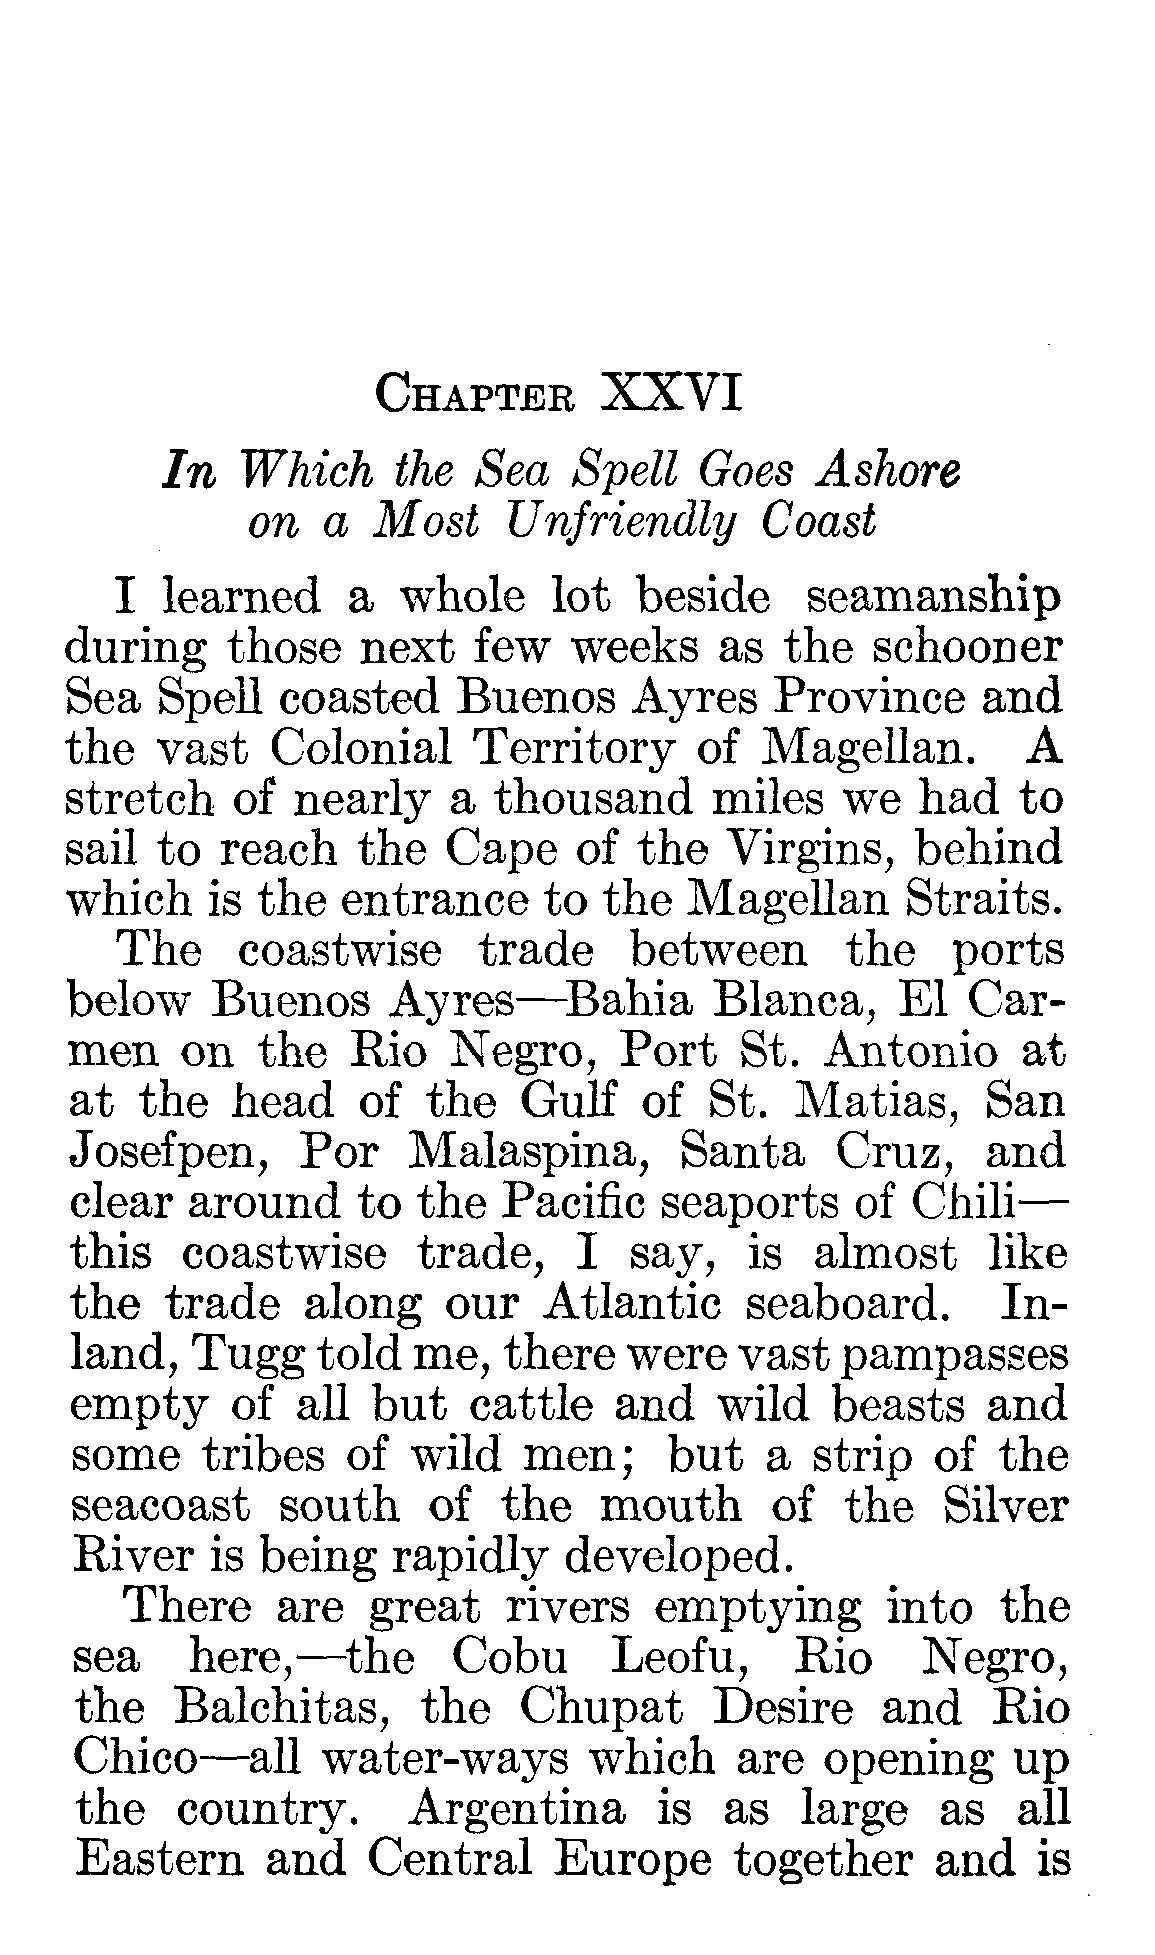 CHAPTER XXVI
In Which the Sea Spell Goes Ashore
on a Most Unfriendly Coast
I learned a whole lot beside seamanship
during those next few weeks as the schooner
Sea Spell coasted Buenos Ayres Province and
the vast Colonial Territory of Magellan. A
stretch of nearly a thousand miles we had to
sail to reach the Cape of the Virgins, behind
which is the entrance to the Magellan Straits.
The coastwise trade between the ports
below Buenos Ayres—Bahia Blanca, El Car-
men on the Rio Negro, Port St. Antonio at
at the head of the Gulf of St. Matias, San
Josefpen, Por Malaspina, Santa Cruz, and
clear around to the Pacific seaports of Chili—
this coastwise trade, I say, is almost like
the trade along our Atlantic seaboard. In-
land, Tugg told me, there were vast pampasses
empty of all but cattle and wild beasts and
some tribes of wild men; but a strip of the
seacoast south of the mouth of the Silver
River is being rapidly developed.
There are great rivers emptying into the
sea here,—the Cobu Leofu, Rio Negro,
the Balchitas, the Chupat Desire and Rio
Chico—all water-ways which are opening up
the country. Argentina is as large as all
Eastern and Central Europe together and is